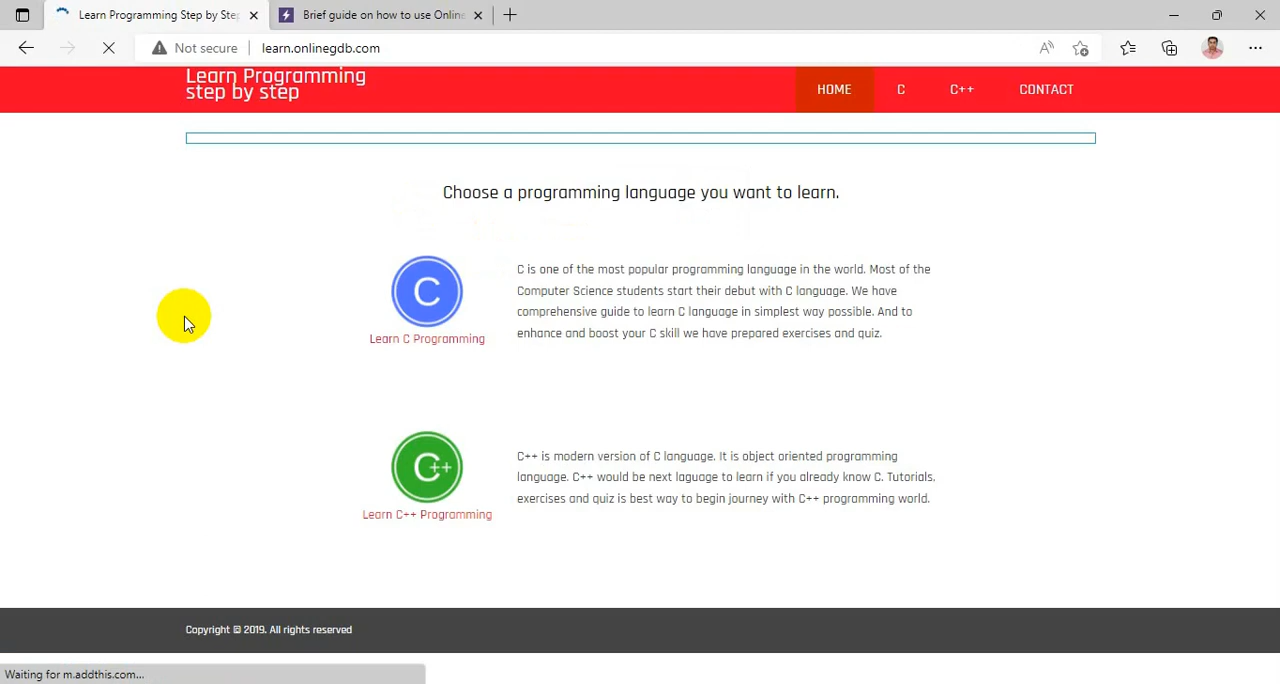 Learn Programming Step by Ste
Brief guide on how to use Online
Not secure
learn.onlinegdb.com
Learn Programming
step by step
HOME
C
C++
CONTACT
Choose a programming language you want to learn.
C
Learn C Programming
C is one of the most popular programming language in the world. Most of the
Computer Science students start their debut with C language. We have
comprehensive guide to learn C language in simplest way possible. And to
enhance and boost your C skill we have prepared exercises and quiz.
C++
Learn C++ Programming
C++ is modern version of C language. It is object oriented programming
language. C++ would be next laguage to learn if you already know C. Tutorials,
exercises and quiz is best way to begin journey with C++ programming world.
Copyright © 2019. All rights reserved
Waiting for m.addthis.com...